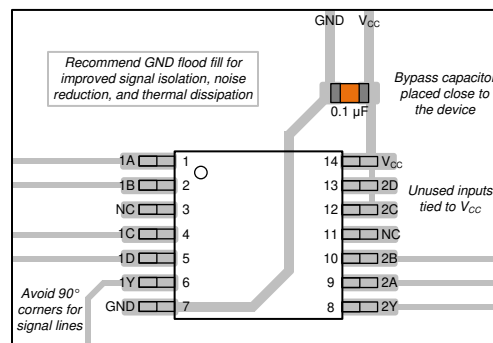 GND VCC
Recommend GND flood fill for
improved signal isolation, noise
reduction, and thermal dissipation
Bypass capacitor
placed close to
the device
0.1 µF
1A 1 14 VCC
1B 2 13 2D
Unused inputs
tied to VCC
NC 3 12 2C
1C 4 11 NC
1D 5 10 2B
1Y 6 9 2A
Avoid 90°
corners for
signal lines
GND 7 8 2Y